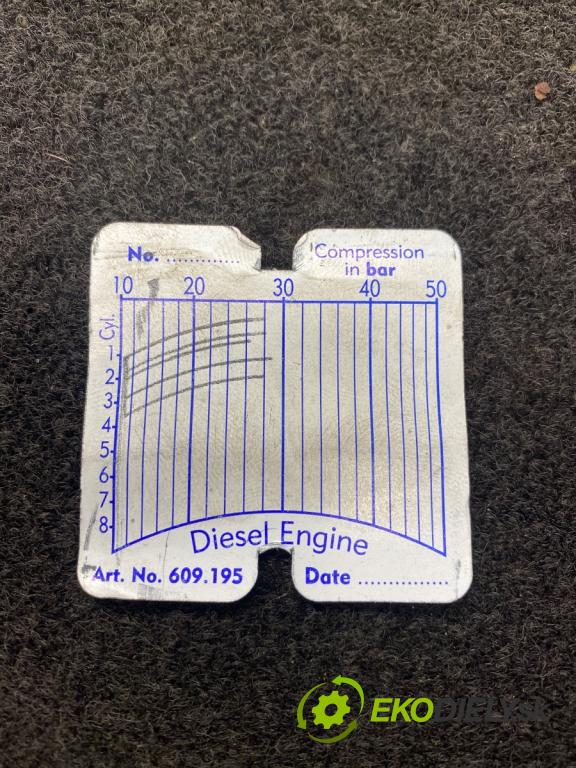 No. .............
Compression
in bar
10 20 30 40 50
Cyl.
1
2
3
4
5
6
7
8
Diesel Engine
Art. No. 609.195
Date ...............
EKODIELY.sk